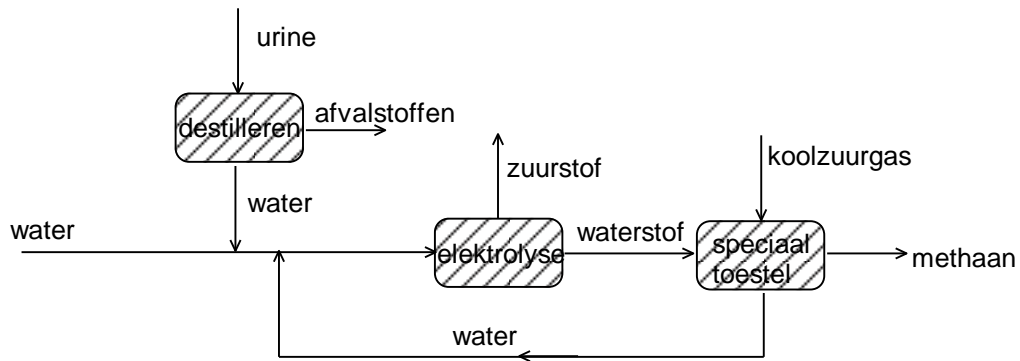 urine
destilleren
afvalstoffen
zuurstof
koolzuurgas
water
water
elektrolyse
waterstof
speciaal
toestel
methaan
water